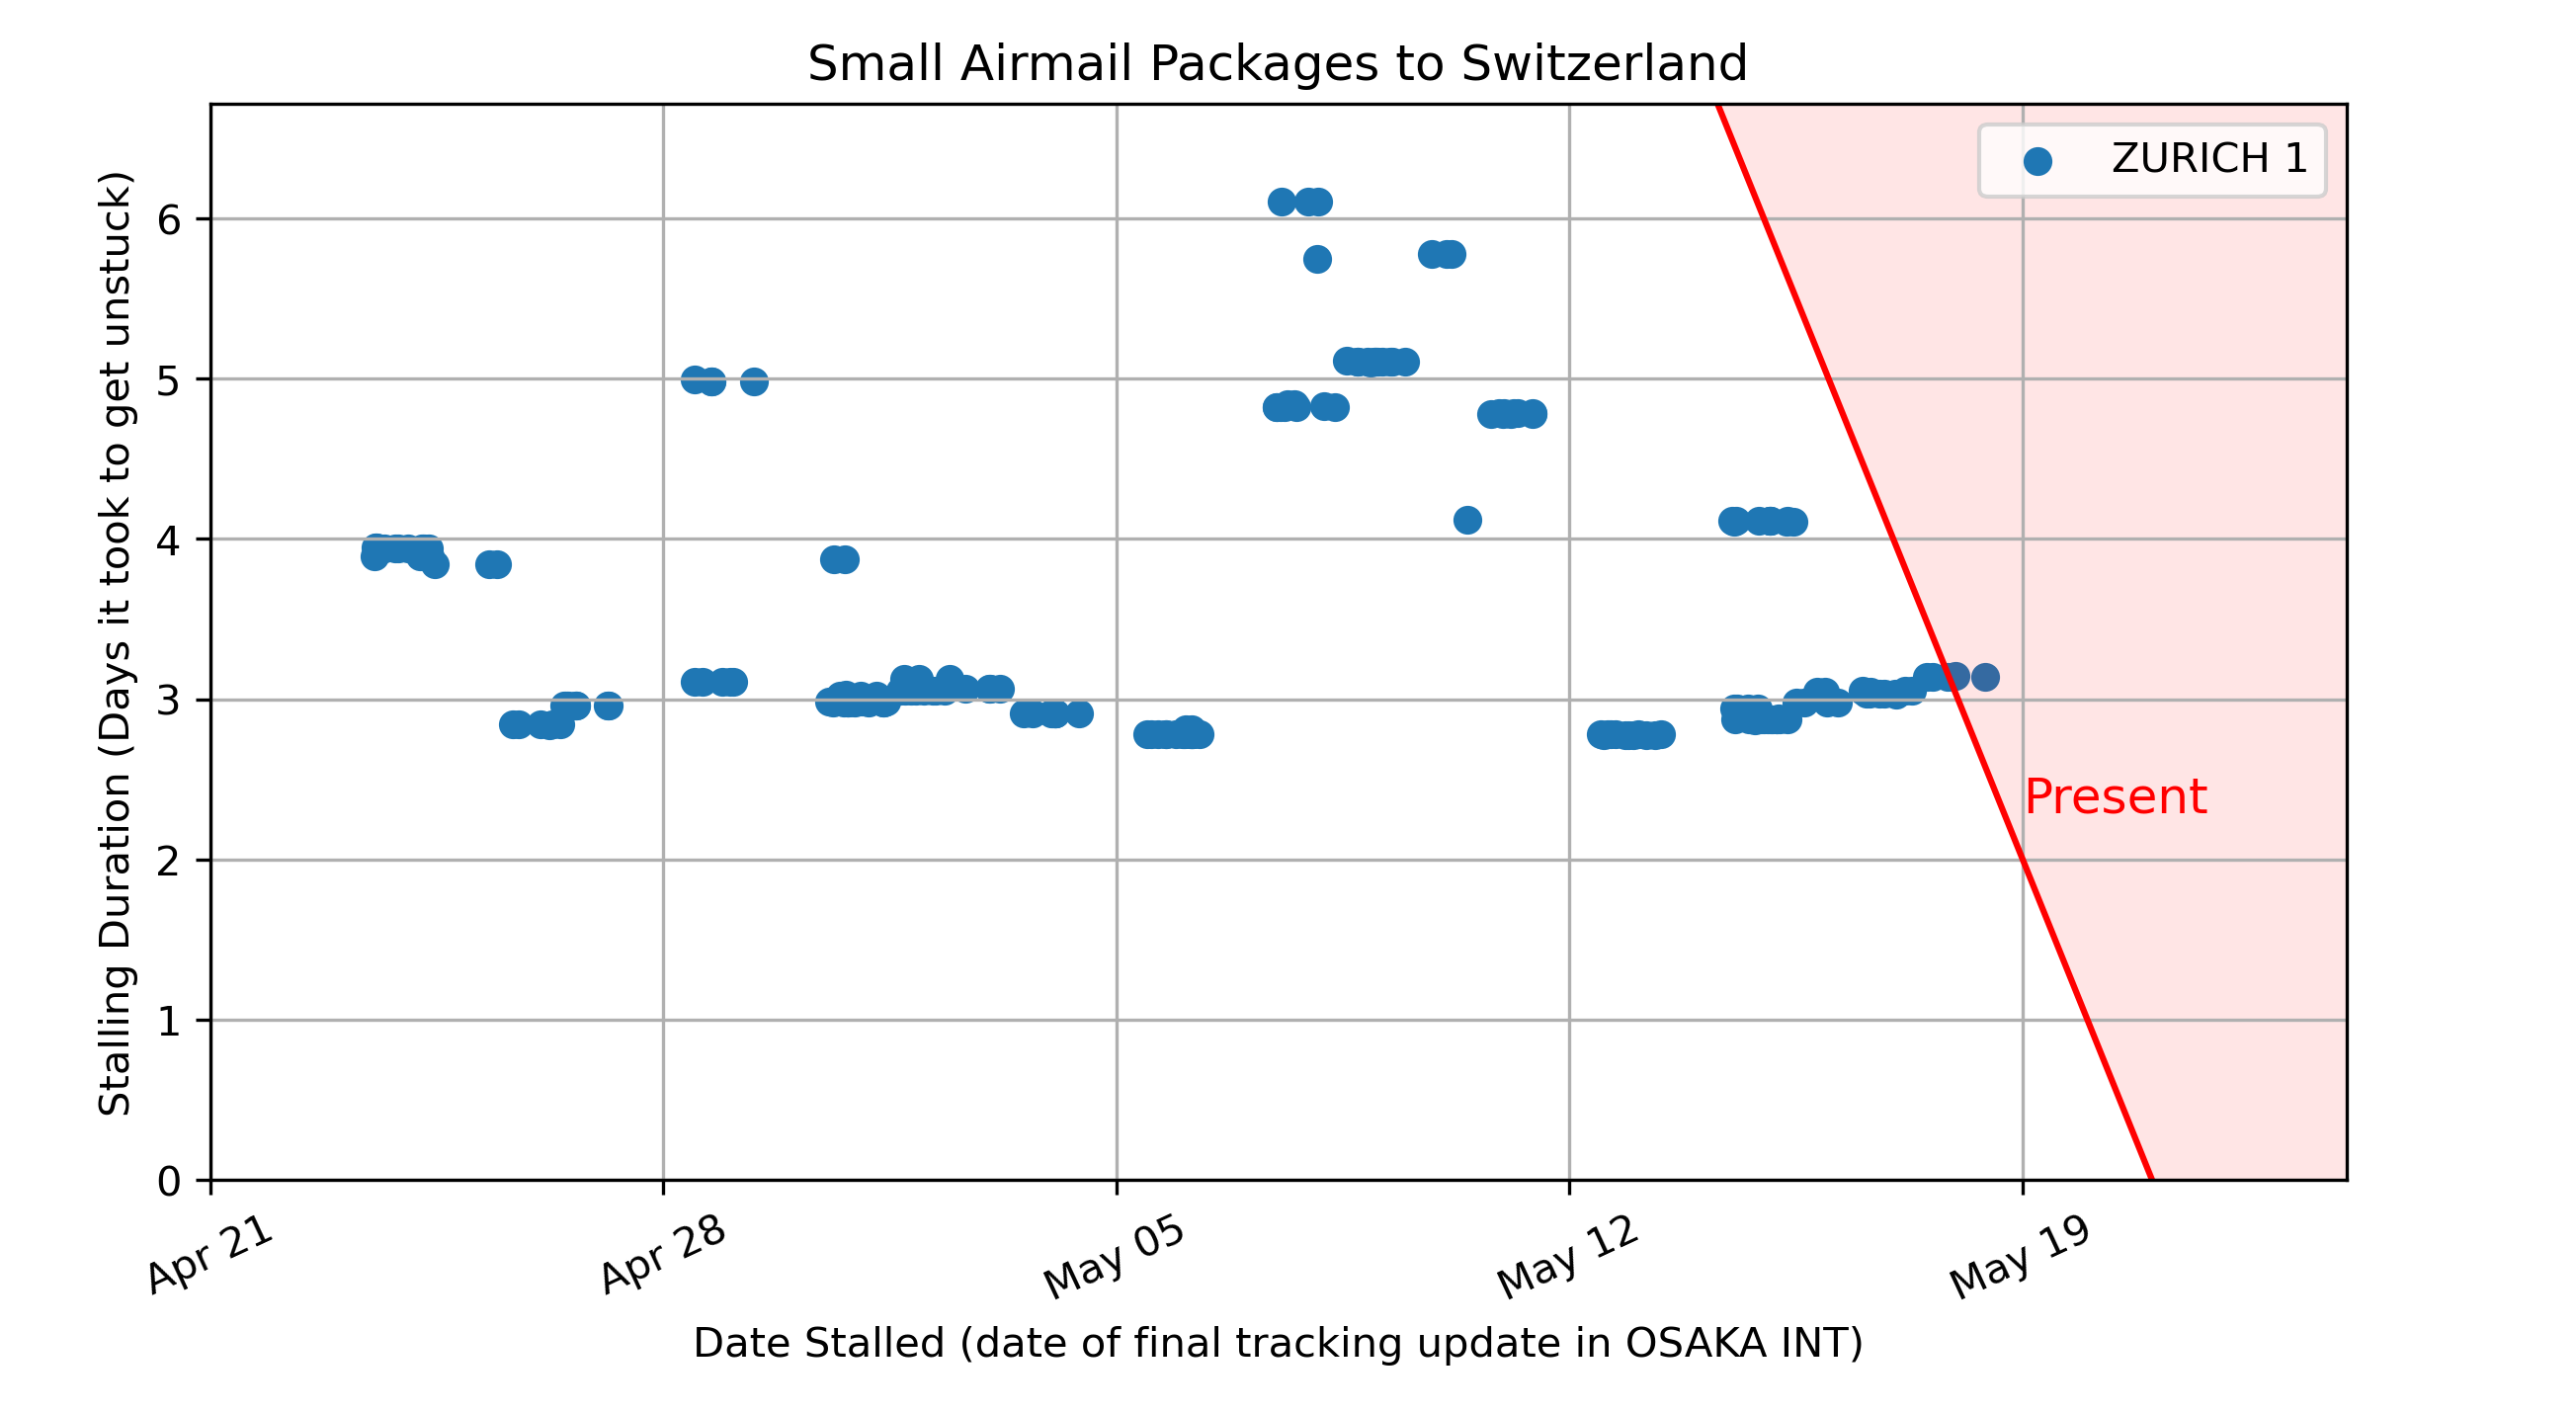 Small Airmail Packages to Switzerland
ZURICH 1
Stalling Duration (Days it took to get unstuck)
6
5
4
3
2
1
0
Present
Apr 21
Apr 28
May 05
May 12
May 19
Date Stalled (date of final tracking update in OSAKA INT)